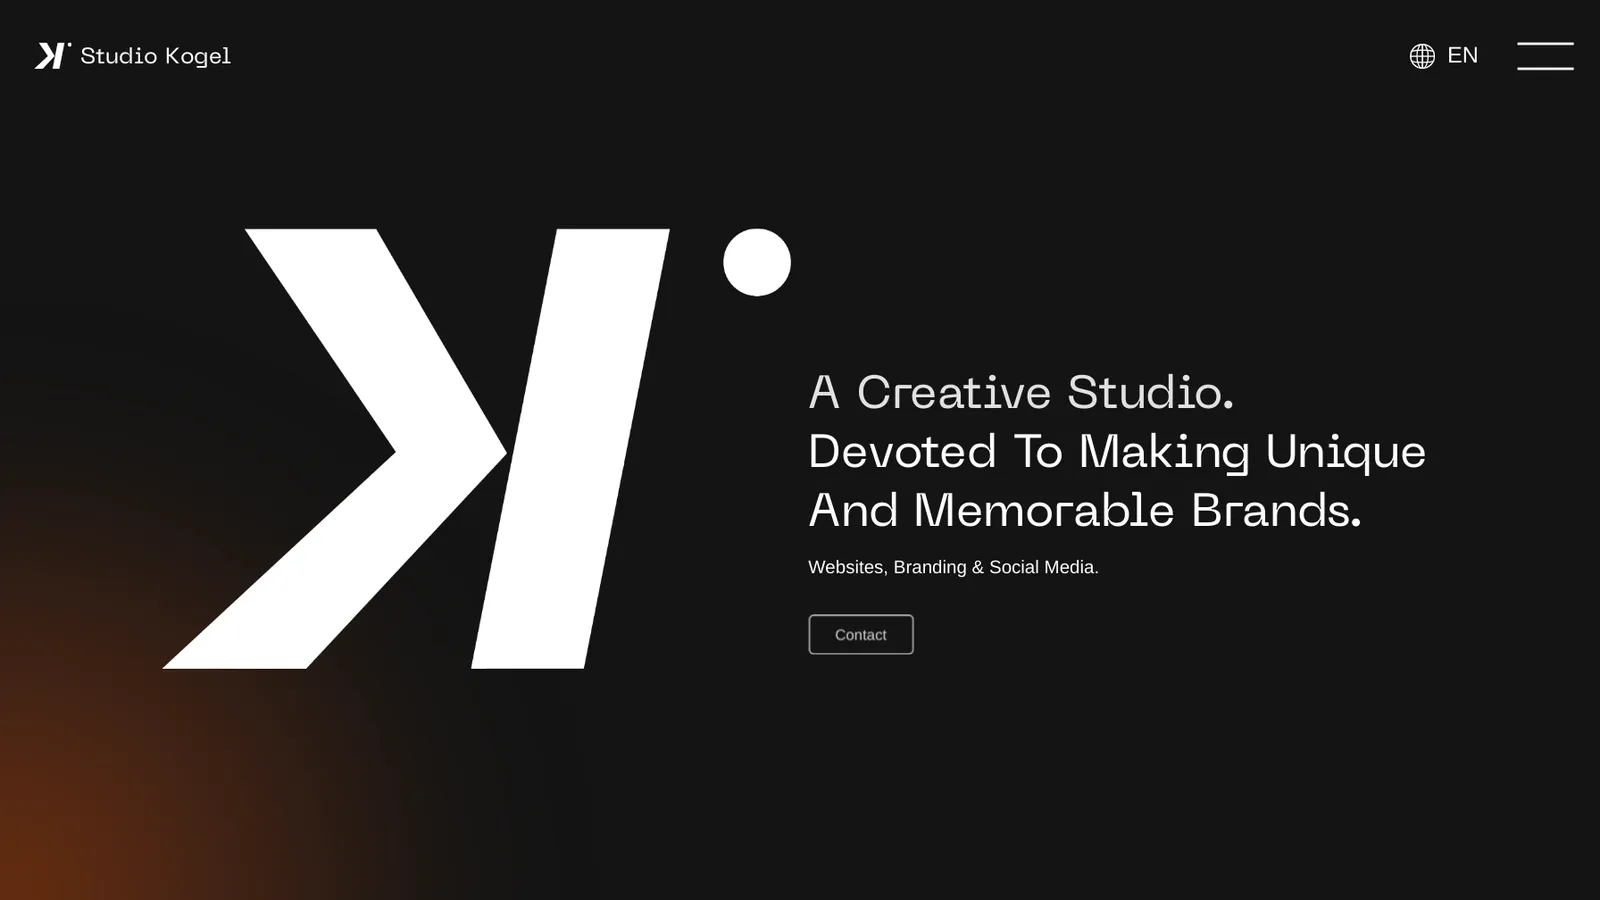 Studio Kogel
EN
A Creative Studio.
Devoted To Making Unique
And Memorable Brands.
Websites, Branding & Social Media.
Contact